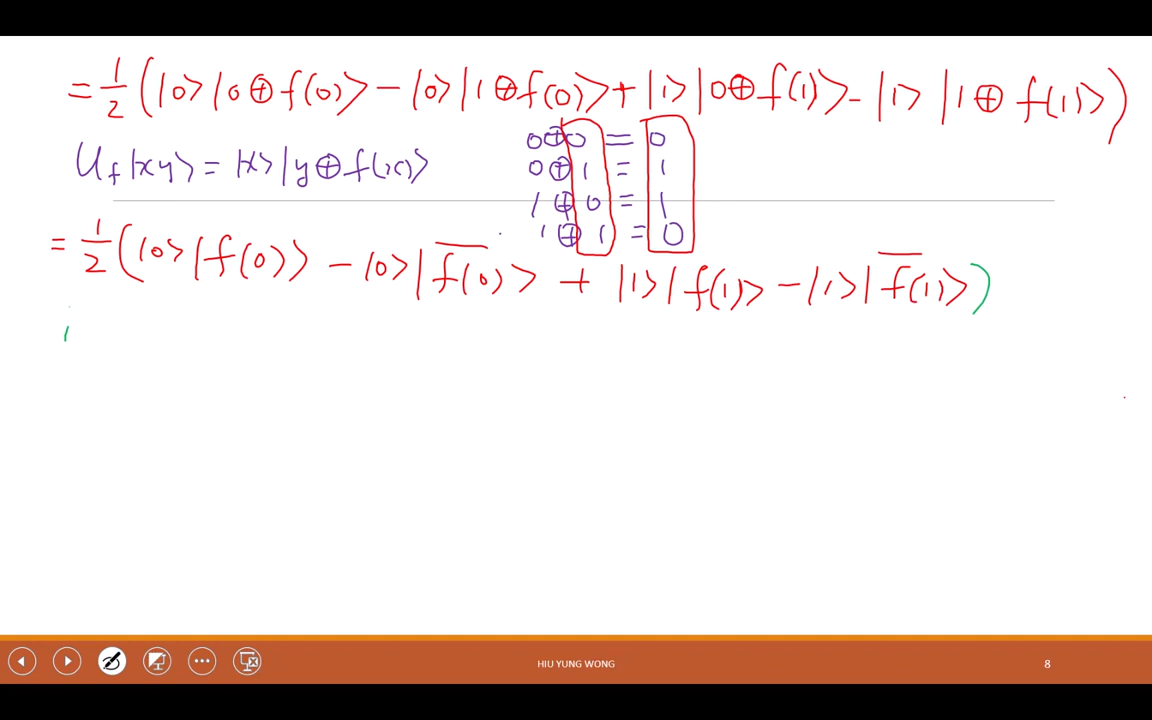 = 1/2 (|0>|0⊕f(0)> − |0>|1⊕f(0)> + |1>|0⊕f(1)> − |1>|1⊕f(1)>)
0⊕0 = 0
U_f|xy> = |x>|y⊕f(x)>
0⊕1 = 1
1⊕0 = 1
1⊕1 = 0
= 1/2 (|0>|f(0)> − |0>|f̅(̅0̅)̅> + |1>|f(1)> − |1>|f̅(̅1̅)̅>)
HIU YUNG WONG
8